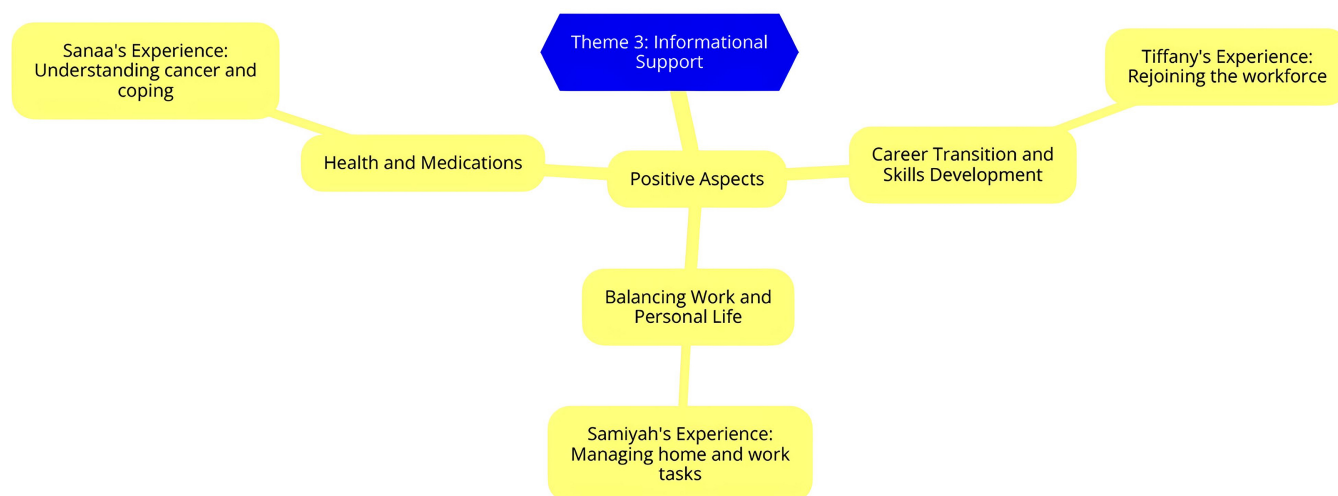 Theme 3: Informational
Support
Sanaa's Experience:
Understanding cancer and
coping
Tiffany's Experience:
Rejoining the workforce
Health and Medications
Positive Aspects
Career Transition and
Skills Development
Balancing Work and
Personal Life
Samiyah's Experience:
Managing home and work
tasks